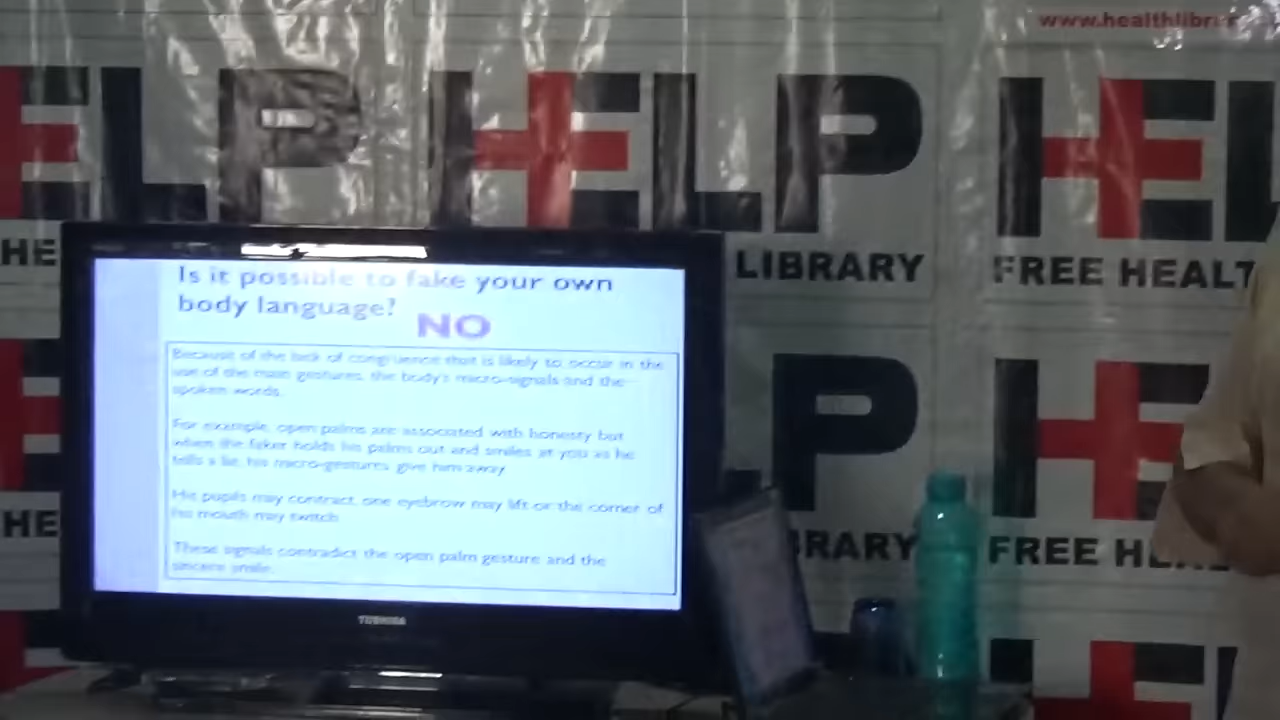 www.healthlibr
ELP
HELP
HEL
HE
LIBRARY
FREE HEALT
Is it possible to fake your own
body language?
NO
Because of the lack of congruence that is likely to occur in the
use of the main gestures, the body's micro-signals and the
spoken words.
For example, open palms are associated with honesty but
when the faker holds his palms out and smiles at you as he
tells a lie, his micro-gestures give him away.
His pupils may contract, one eyebrow may lift or the corner of
his mouth may twitch.
These signals contradict the open palm gesture and the
sincere smile.
TOSHIBA
P
HE
HE
BRARY
FREE HEAL
HE